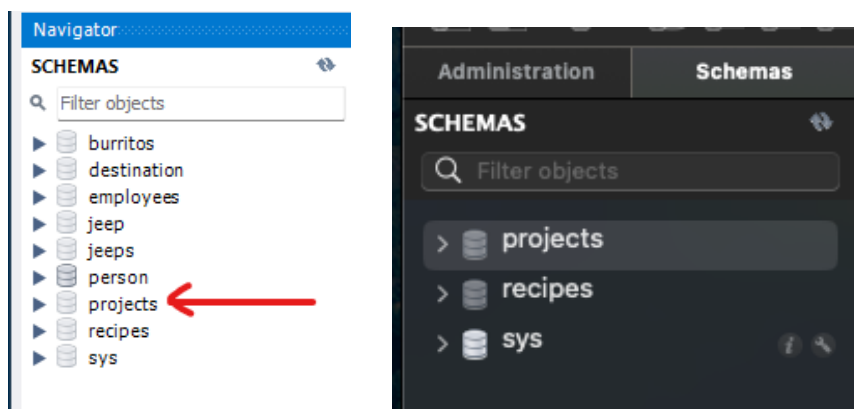 Navigator
SCHEMAS
Filter objects
burritos
destination
employees
jeep
jeeps
person
projects
recipes
sys
Administration
Schemas
SCHEMAS
Filter objects
projects
recipes
sys